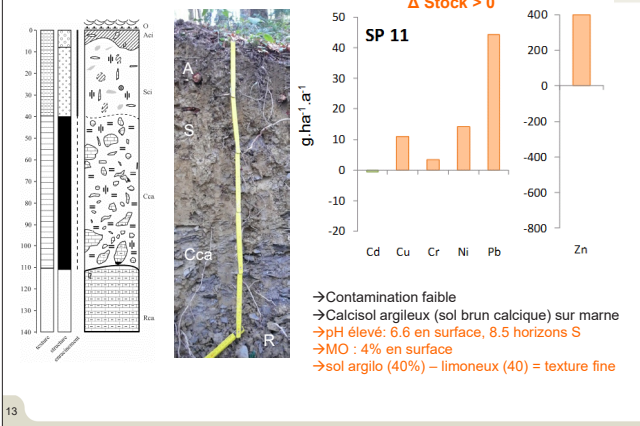 Δ Stock > 0
SP 11
g.ha-1.a-1
50
40
30
20
10
0
-10
-20
Cd Cu Cr Ni Pb
400
200
0
-200
-400
-600
-800
Zn
0
10
20
30
40
50
60
70
80
90
100
110
120
130
140
O
Aci
Sci
Cca
Rca
texture
structure
enracinement
A
S
Cca
R
→Contamination faible
→Calcisol argileux (sol brun calcique) sur marne
→pH élevé: 6.6 en surface, 8.5 horizons S
→MO : 4% en surface
→sol argilo (40%) – limoneux (40) = texture fine
13